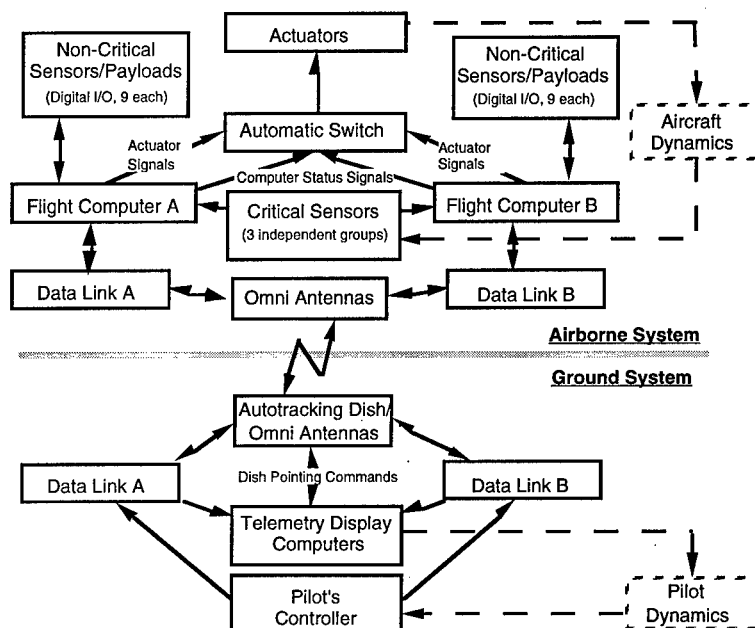 Actuators
Non-Critical
Sensors/Payloads
(Digital I/O, 9 each)
Non-Critical
Sensors/Payloads
(Digital I/O, 9 each)
Aircraft
Dynamics
Automatic Switch
Actuator
Signals
Actuator
Signals
Computer Status Signals
Flight Computer A
Critical Sensors
(3 independent groups)
Flight Computer B
Data Link A
Omni Antennas
Data Link B
Airborne System
Ground System
Autotracking Dish/
Omni Antennas
Dish Pointing Commands
Data Link A
Data Link B
Telemetry Display
Computers
Pilot's
Controller
Pilot
Dynamics